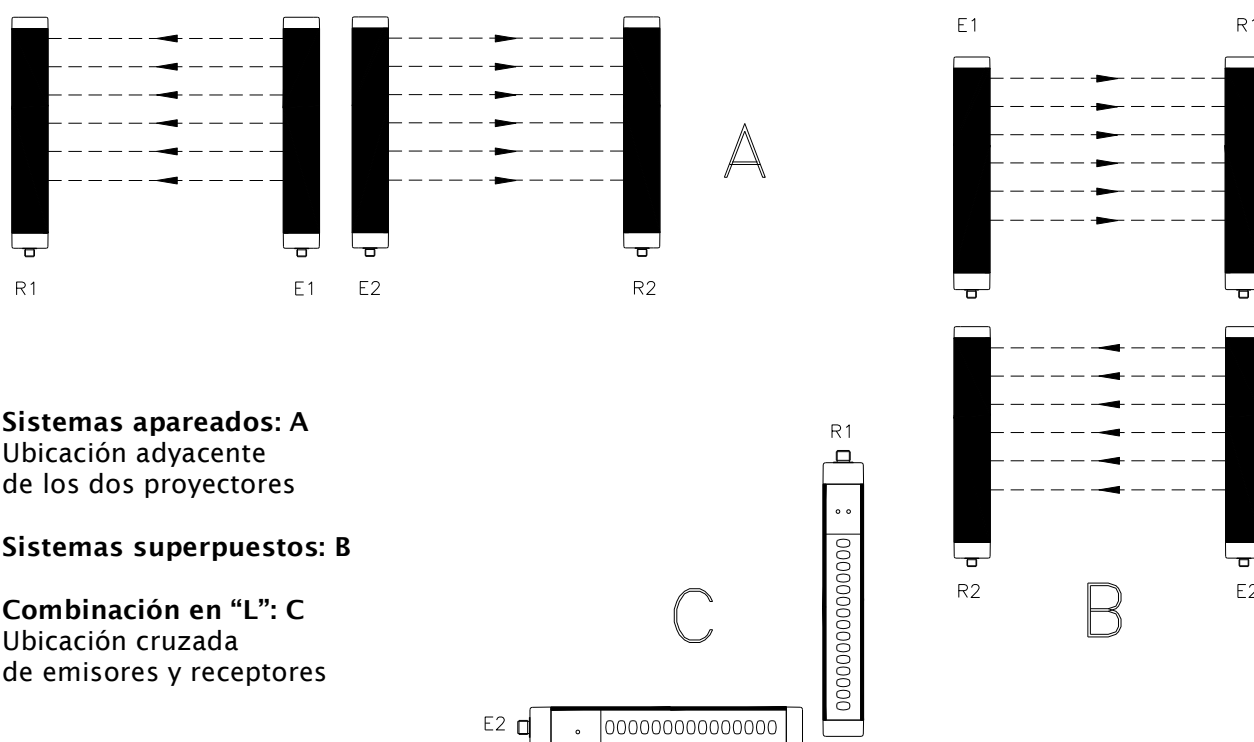 R1 E1 E2 R2
A
E1 R1
Sistemas apareados: A
Ubicación adyacente
de los dos proyectores
Sistemas superpuestos: B
Combinación en “L”: C
Ubicación cruzada
de emisores y receptores
R1
C
E2
R2 E2
B